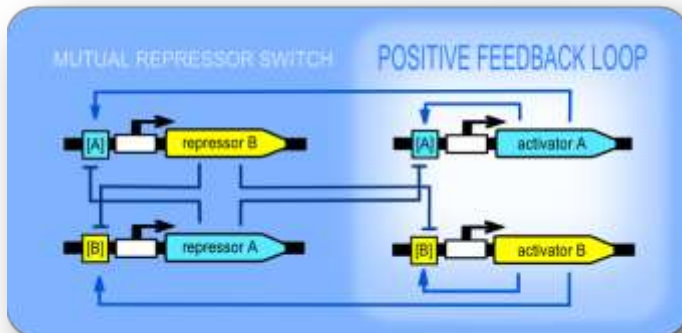 MUTUAL REPRESSOR SWITCH
POSITIVE FEEDBACK LOOP
[A] repressor B
[A] activator A
[B] repressor A
[B] activator B